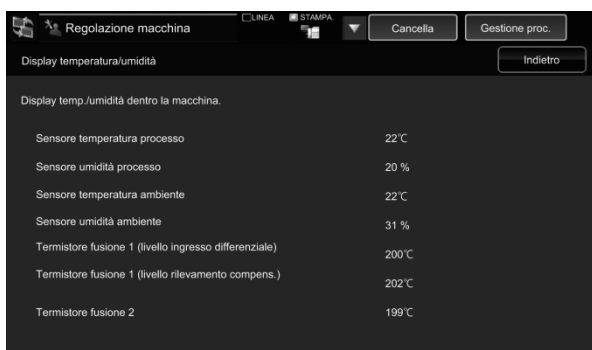 Regolazione macchina
LINEA
STAMPA.
Cancella
Gestione proc.
Display temperatura/umidità
Indietro
Display temp./umidità dentro la macchina.
Sensore temperatura processo 22℃
Sensore umidità processo 20 %
Sensore temperatura ambiente 22℃
Sensore umidità ambiente 31 %
Termistore fusione 1 (livello ingresso differenziale) 200℃
Termistore fusione 1 (livello rilevamento compens.) 202℃
Termistore fusione 2 199℃